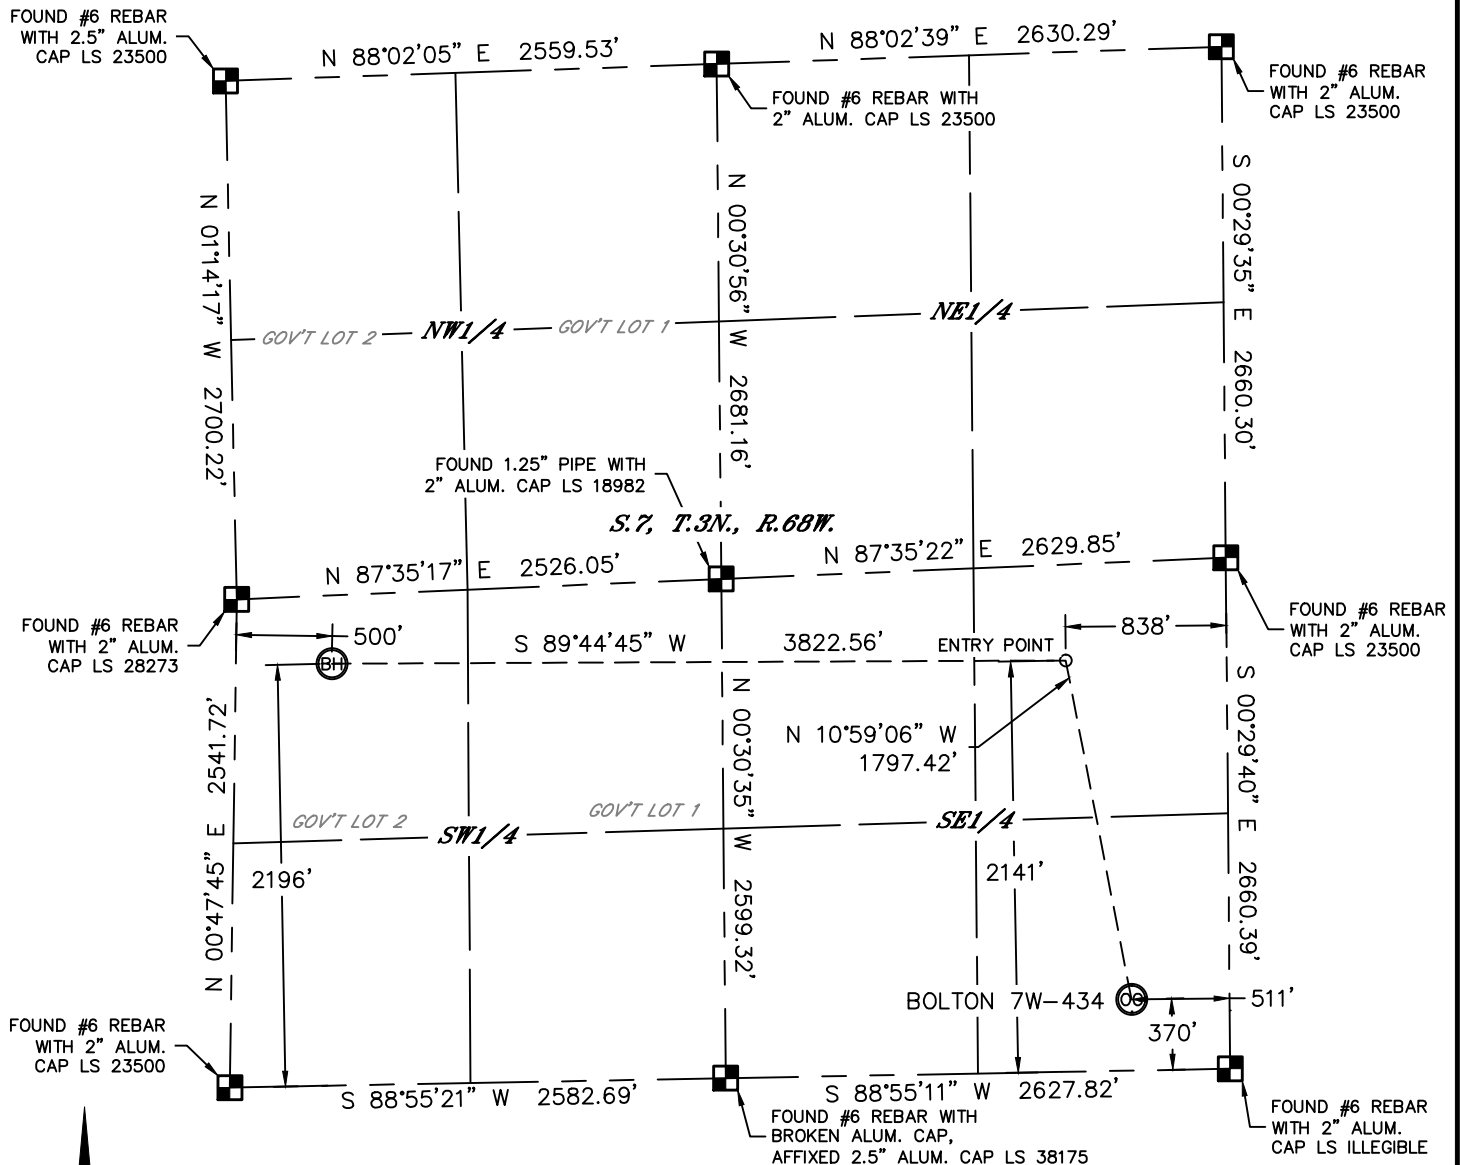 FOUND #6 REBAR
WITH 2.5" ALUM.
CAP LS 23500
N 88°02'05" E 2559.53'
N 88°02'39" E 2630.29'
FOUND #6 REBAR WITH
2" ALUM. CAP LS 23500
FOUND #6 REBAR
WITH 2" ALUM.
CAP LS 23500
N 01°14'17" W 2700.22'
N 00°30'56" W 2681.16'
S 00°29'35" E 2660.30'
GOV'T LOT 2
NW1/4
GOV'T LOT 1
NE1/4
FOUND 1.25" PIPE WITH
2" ALUM. CAP LS 18982
S.7, T.3N., R.68W.
N 87°35'17" E 2526.05'
N 87°35'22" E 2629.85'
FOUND #6 REBAR
WITH 2" ALUM.
CAP LS 28273
500'
S 89°44'45" W 3822.56'
ENTRY POINT
838'
FOUND #6 REBAR
WITH 2" ALUM.
CAP LS 23500
BH
N 00°47'45" E 2541.72'
N 00°30'35" W 2599.32'
N 10°59'06" W
1797.42'
S 00°29'40" E 2660.39'
GOV'T LOT 2
SW1/4
GOV'T LOT 1
SE1/4
2196'
2141'
BOLTON 7W-434
OG
511'
370'
FOUND #6 REBAR
WITH 2" ALUM.
CAP LS 23500
S 88°55'21" W 2582.69'
S 88°55'11" W 2627.82'
FOUND #6 REBAR WITH
BROKEN ALUM. CAP,
AFFIXED 2.5" ALUM. CAP LS 38175
FOUND #6 REBAR
WITH 2" ALUM.
CAP LS ILLEGIBLE